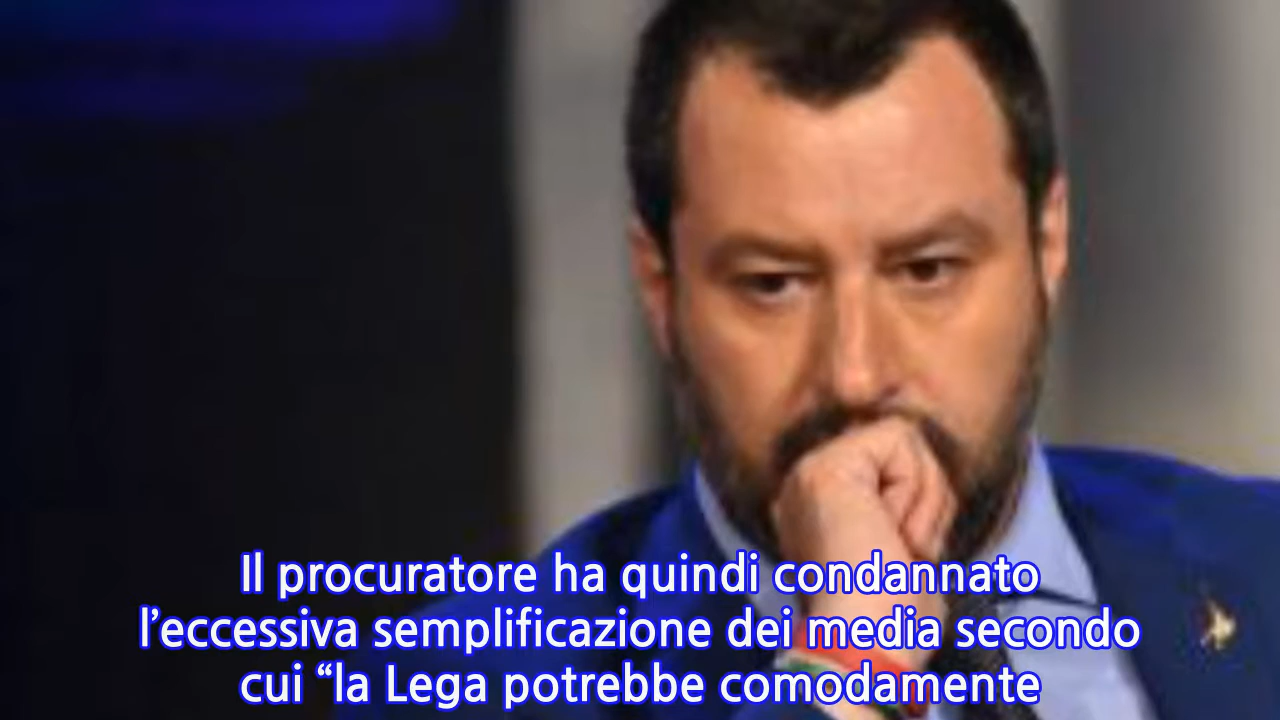 Il procuratore ha quindi condannato
l’eccessiva semplificazione dei media secondo
cui “la Lega potrebbe comodamente